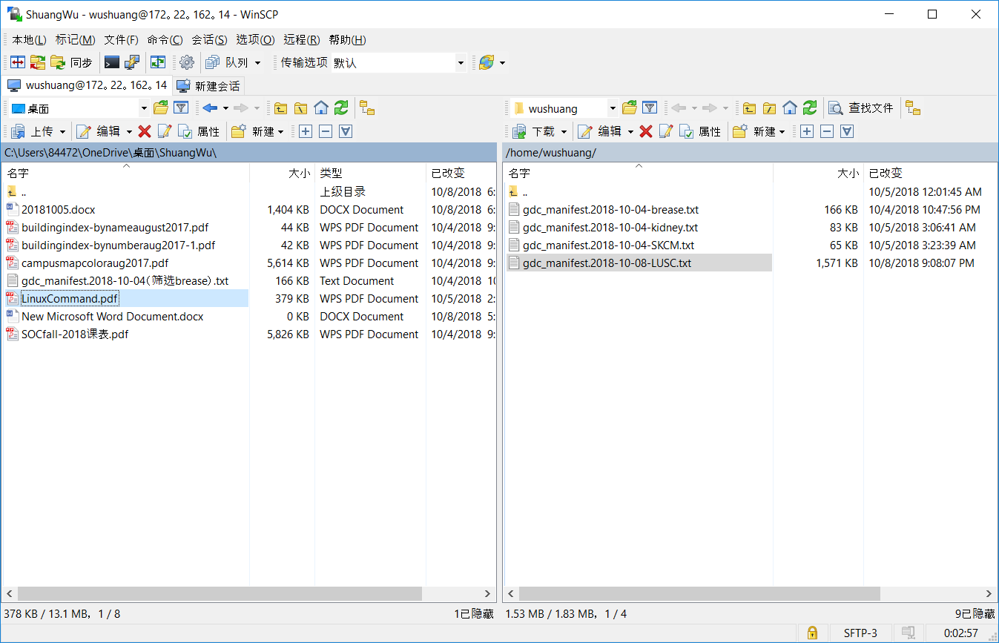 ShuangWu - wushuang@172。22。162。14 - WinSCP
本地(L) 标记(M) 文件(F) 命令(C) 会话(S) 选项(O) 远程(R) 帮助(H)
同步 队列 传输选项 默认
wushuang@172。22。162。14 新建会话
桌面 wushuang 查找文件
上传 编辑 属性 新建 下载 编辑 属性 新建
C:\Users\84472\OneDrive\桌面\ShuangWu\ /home/wushuang/
名字 大小 类型 已改变 名字 大小 已改变
.. 上级目录 10/8/2018 6: .. 10/5/2018 12:01:45 AM
20181005.docx 1,404 KB DOCX Document 10/8/2018 6: gdc_manifest.2018-10-04-brease.txt 166 KB 10/4/2018 10:47:56 PM
buildingindex-bynameaugust2017.pdf 44 KB WPS PDF Document 10/4/2018 9: gdc_manifest.2018-10-04-kidney.txt 83 KB 10/5/2018 3:06:41 AM
buildingindex-bynumberaug2017-1.pdf 42 KB WPS PDF Document 10/4/2018 9: gdc_manifest.2018-10-04-SKCM.txt 65 KB 10/5/2018 3:23:39 AM
campusmapcoloraug2017.pdf 5,614 KB WPS PDF Document 10/4/2018 9: gdc_manifest.2018-10-08-LUSC.txt 1,571 KB 10/8/2018 9:08:07 PM
gdc_manifest.2018-10-04（筛选brease）.txt 166 KB Text Document 10/4/2018 10
LinuxCommand.pdf 379 KB WPS PDF Document 10/5/2018 2:
New Microsoft Word Document.docx 0 KB DOCX Document 10/8/2018 5:
SOCfall-2018课表.pdf 5,826 KB WPS PDF Document 10/4/2018 9:
378 KB / 13.1 MB，1 / 8 1已隐藏 1.53 MB / 1.83 MB，1 / 4 9已隐藏
SFTP-3 0:02:57